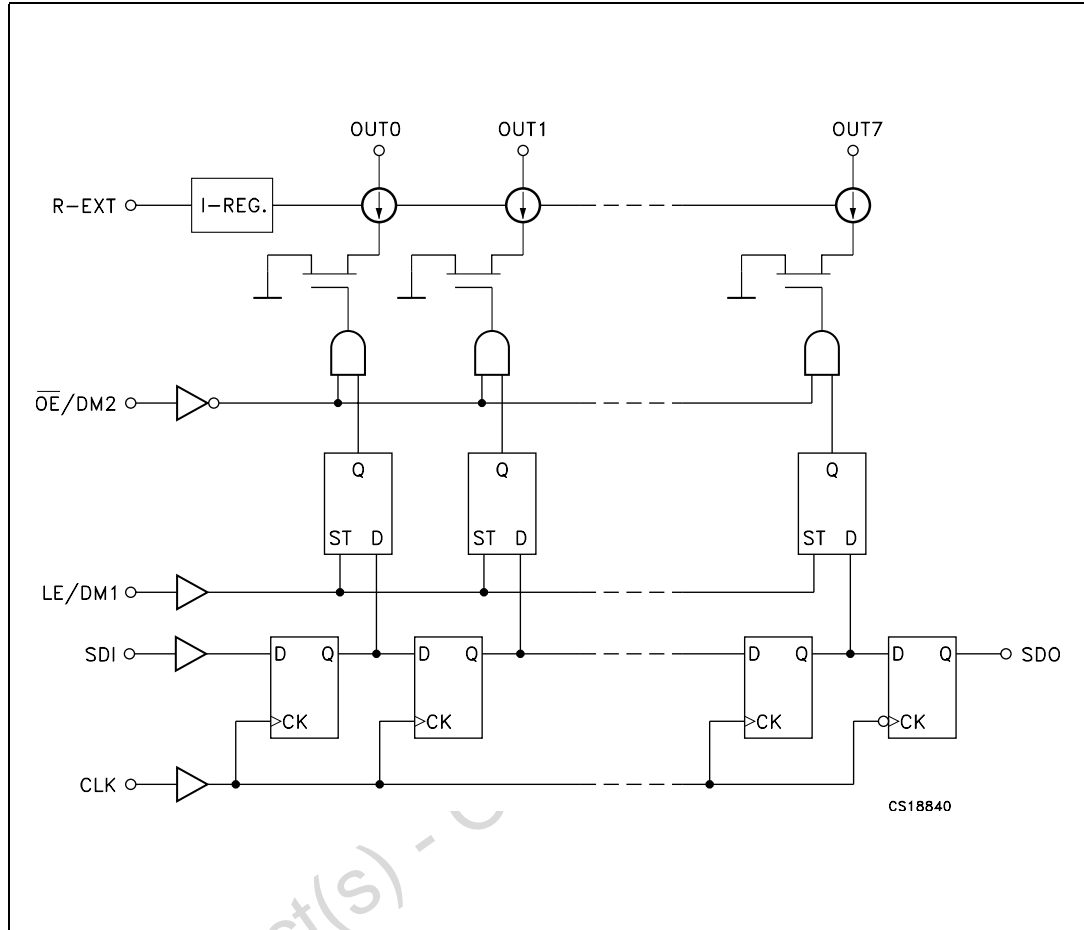 OUT0 OUT1 OUT7
R-EXT I-REG.
OE/DM2
Q Q Q
ST D ST D ST D
LE/DM1
SDI D Q D Q D Q D Q SDO
CK CK CK CK
CLK
CS18840